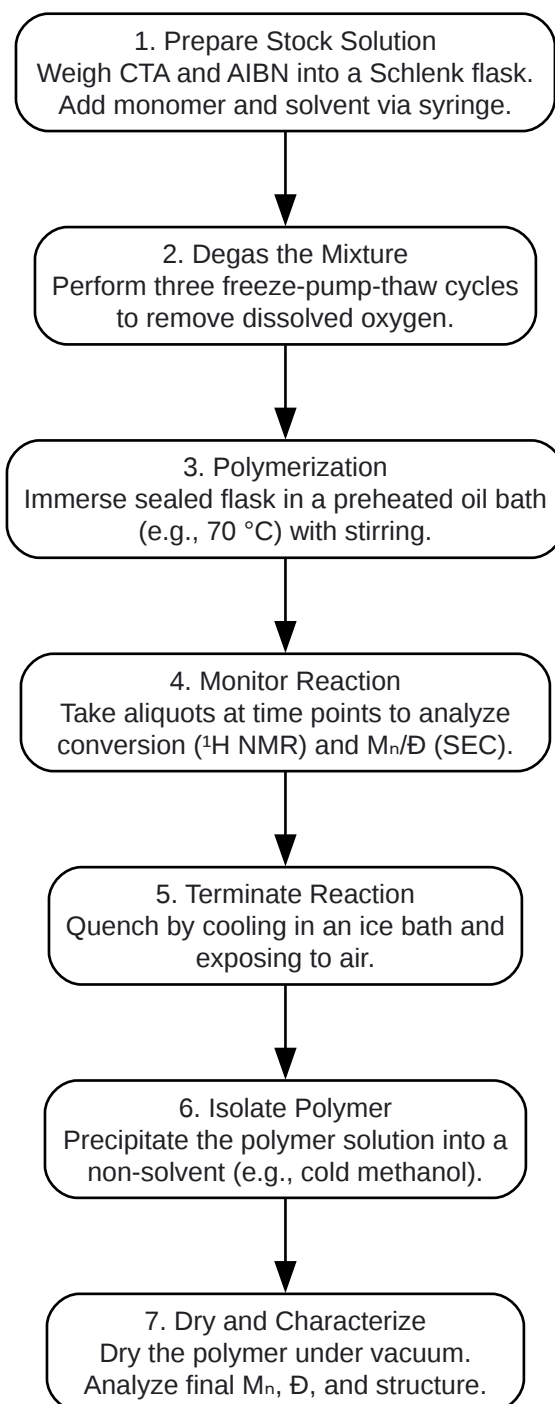 1. Prepare Stock Solution
Weigh CTA and AIBN into a Schlenk flask.
Add monomer and solvent via syringe.
2. Degas the Mixture
Perform three freeze-pump-thaw cycles
to remove dissolved oxygen.
3. Polymerization
Immerse sealed flask in a preheated oil bath
(e.g., 70 °C) with stirring.
4. Monitor Reaction
Take aliquots at time points to analyze
conversion (¹H NMR) and Mₙ/Đ (SEC).
5. Terminate Reaction
Quench by cooling in an ice bath and
exposing to air.
6. Isolate Polymer
Precipitate the polymer solution into a
non-solvent (e.g., cold methanol).
7. Dry and Characterize
Dry the polymer under vacuum.
Analyze final Mₙ, Đ, and structure.